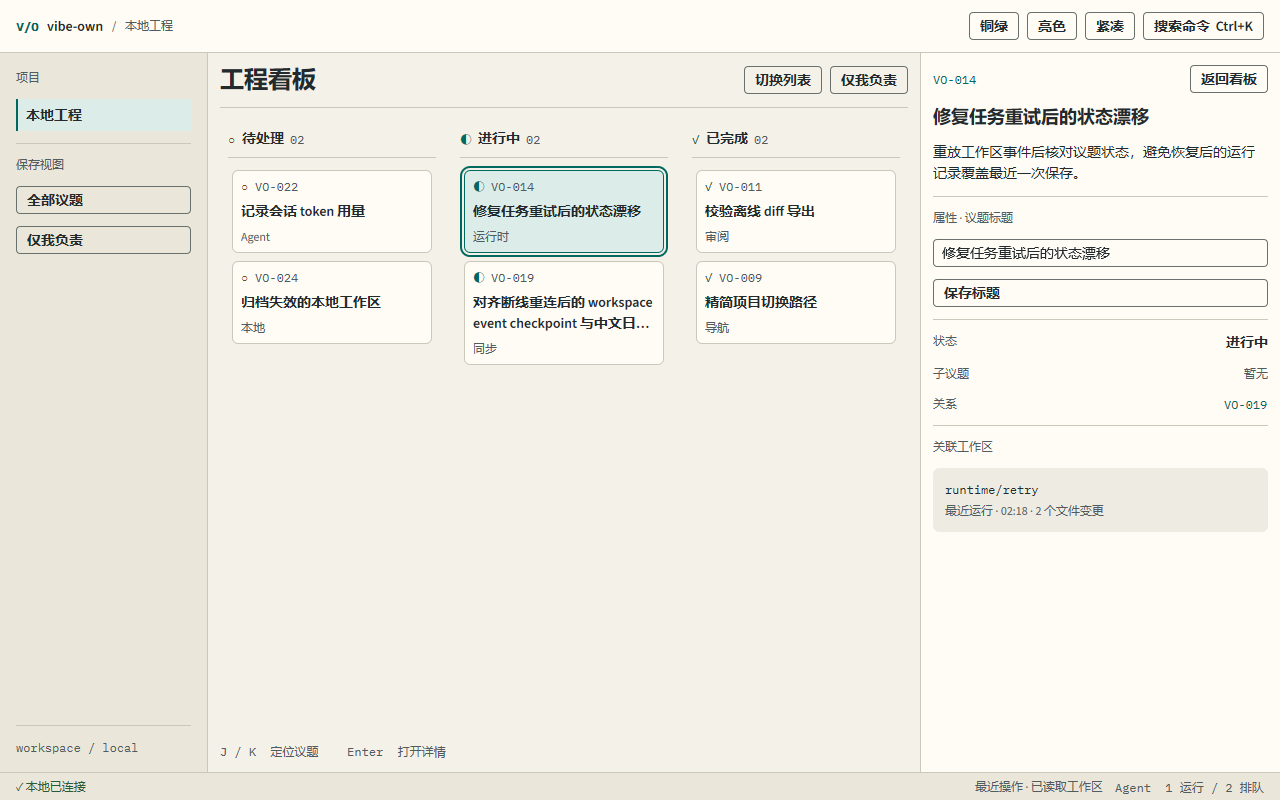 V/O vibe-own / 本地工程
铜绿 亮色 紧凑 搜索命令 Ctrl+K
项目
本地工程
保存视图
全部议题
仅我负责
workspace / local
工程看板
切换列表 仅我负责
○ 待处理 02
○ VO-022
记录会话 token 用量
Agent
○ VO-024
归档失效的本地工作区
本地
◐ 进行中 02
◐ VO-014
修复任务重试后的状态漂移
运行时
◐ VO-019
对齐断线重连后的 workspace
event checkpoint 与中文日…
同步
✓ 已完成 02
✓ VO-011
校验离线 diff 导出
审阅
✓ VO-009
精简项目切换路径
导航
J / K 定位议题 Enter 打开详情
VO-014 返回看板
修复任务重试后的状态漂移
重放工作区事件后核对议题状态，避免恢复后的运行
记录覆盖最近一次保存。
属性 · 议题标题
修复任务重试后的状态漂移
保存标题
状态 进行中
子议题 暂无
关系 VO-019
关联工作区
runtime/retry
最近运行 · 02:18 · 2 个文件变更
✓ 本地已连接
最近操作 · 已读取工作区 Agent 1 运行 / 2 排队